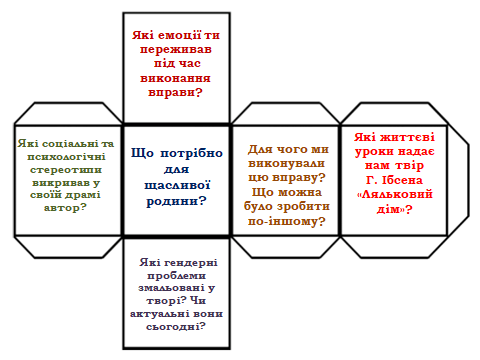 Які емоції ти
переживав
під час
виконання
вправи?
Які соціальні та
психологічні
стереотипи
викривав у
своїй драмі
автор?
Що потрібно
для
щасливої
родини?
Для чого ми
виконували
цю вправу?
Що можна
було зробити
по-іншому?
Які життєві
уроки надає
нам твір
Г. Ібсена
«Ляльковий
дім»?
Які гендерні
проблеми
змальовані у
творі? Чи
актуальні вони
сьогодні?